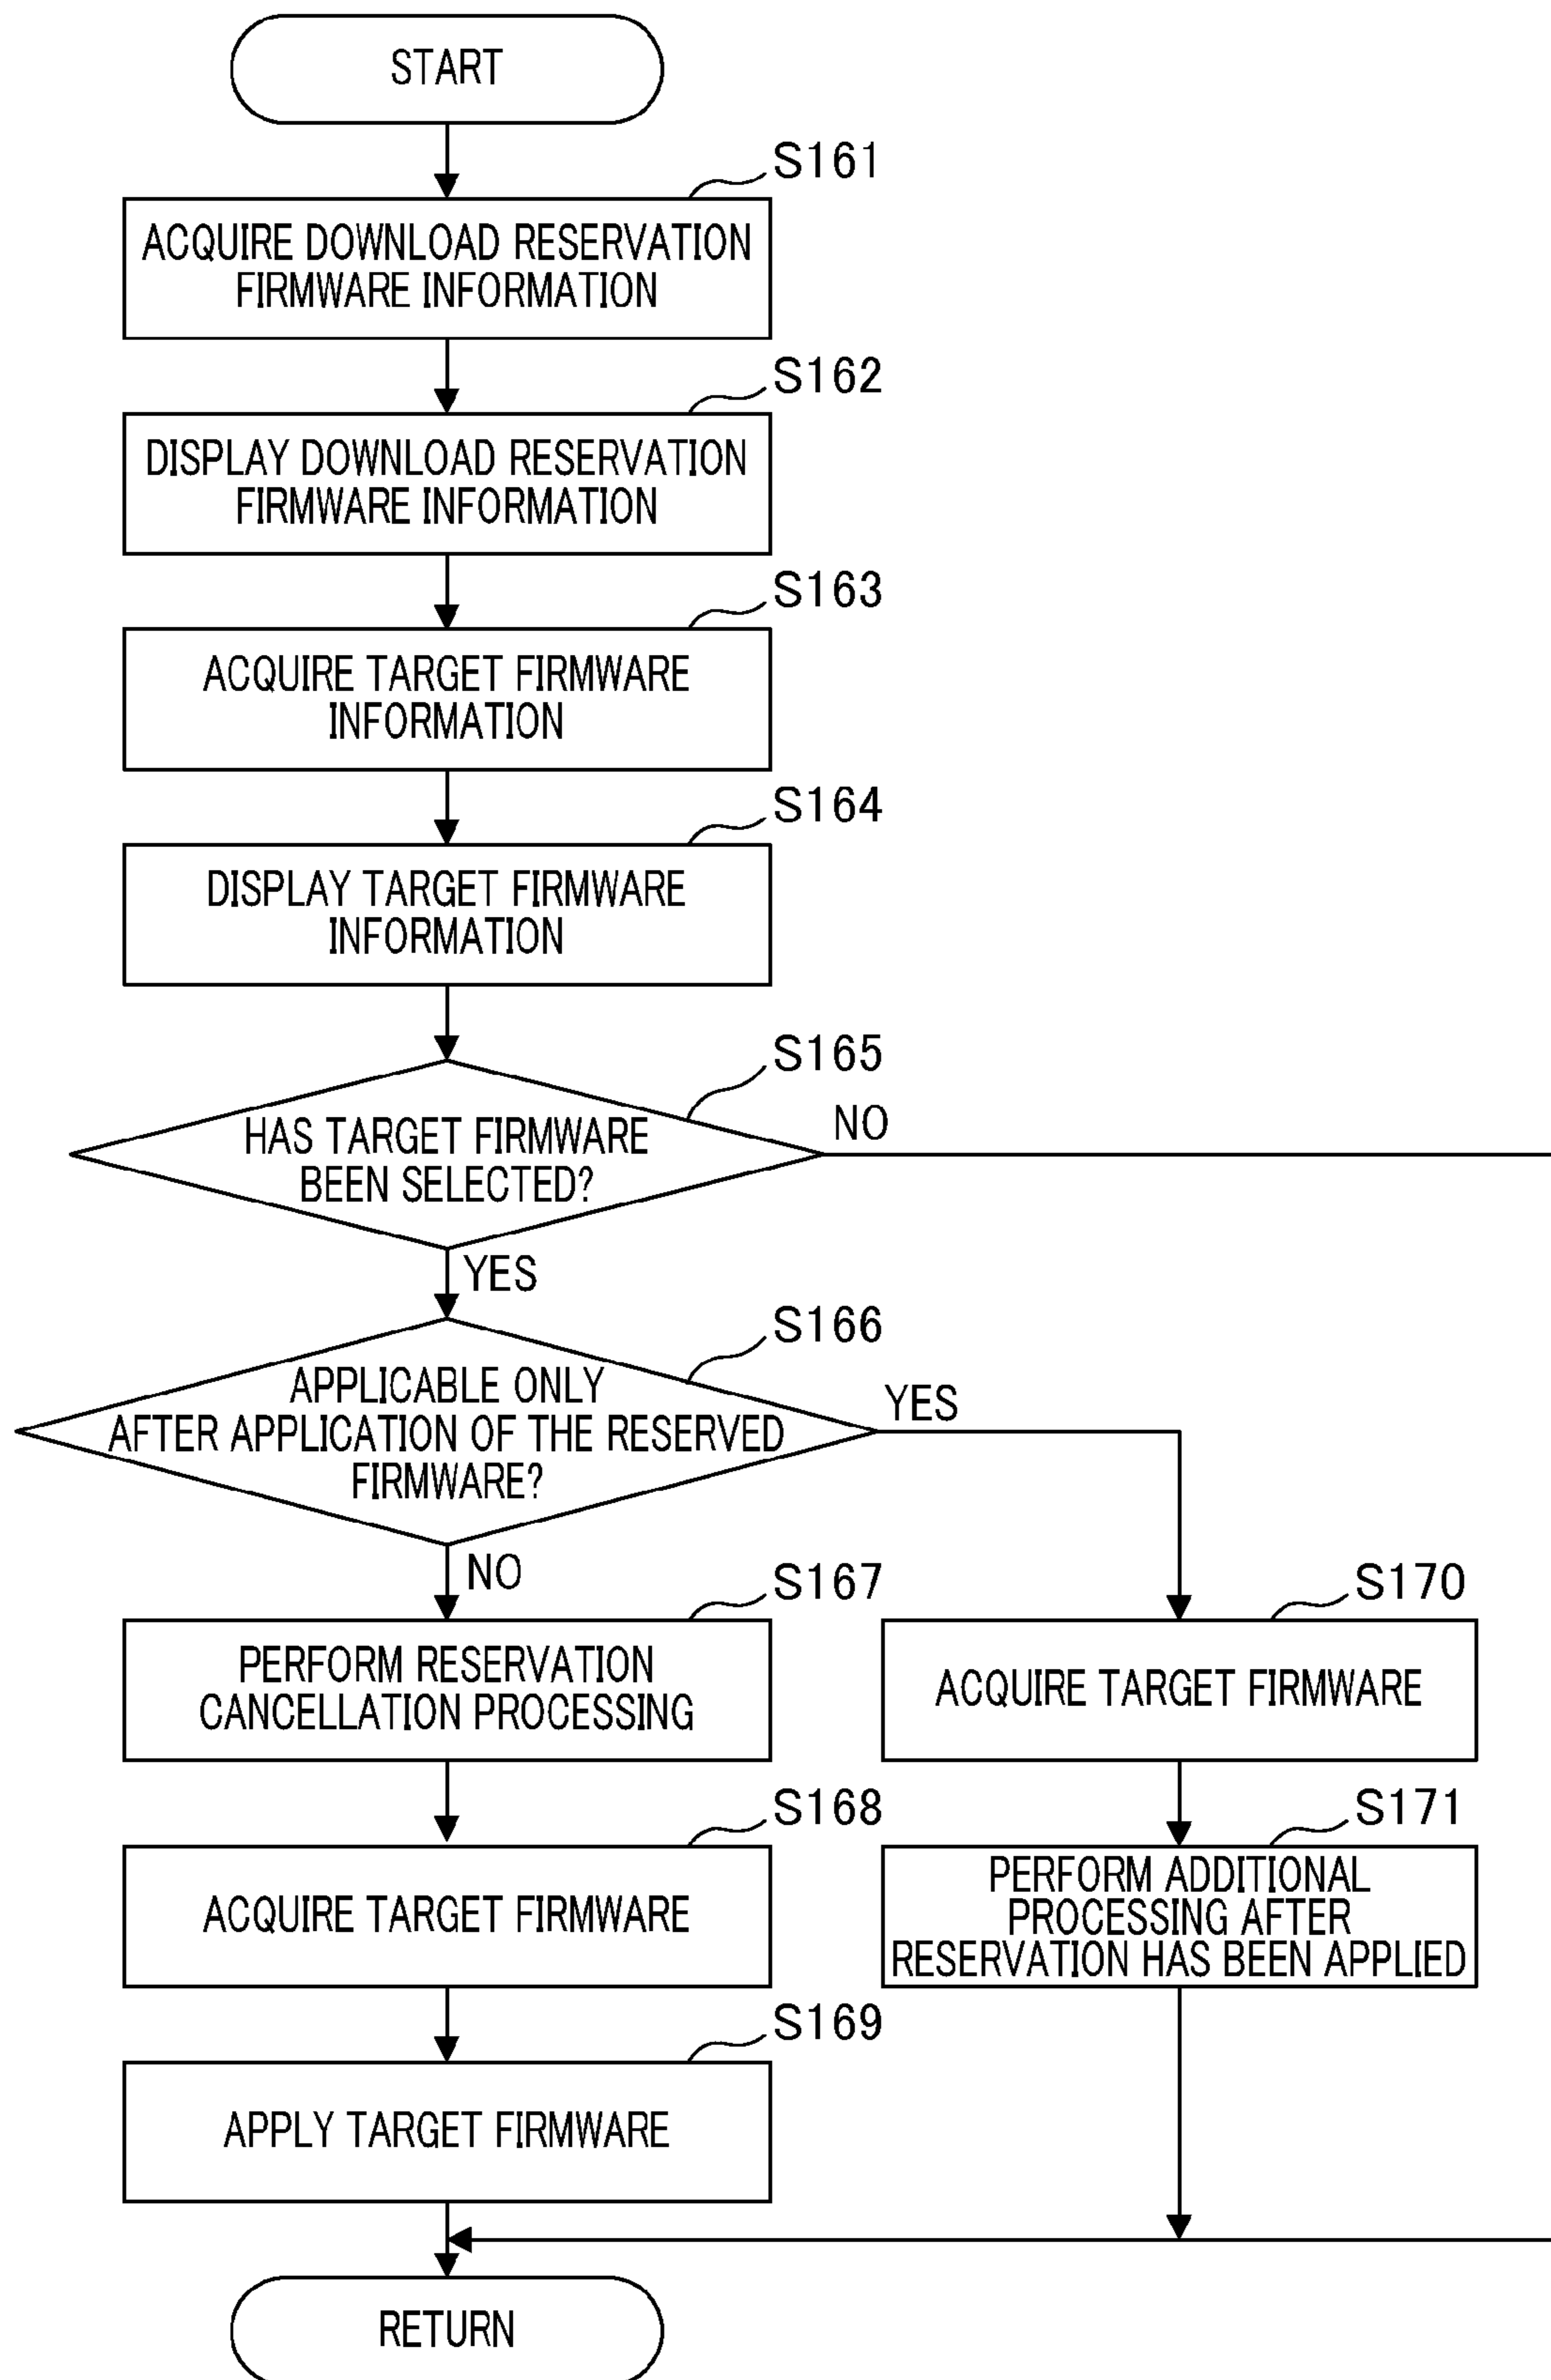 START
S161
ACQUIRE DOWNLOAD RESERVATION
FIRMWARE INFORMATION
S162
DISPLAY DOWNLOAD RESERVATION
FIRMWARE INFORMATION
S163
ACQUIRE TARGET FIRMWARE
INFORMATION
S164
DISPLAY TARGET FIRMWARE
INFORMATION
S165
HAS TARGET FIRMWARE
BEEN SELECTED?
NO
YES
S166
APPLICABLE ONLY
AFTER APPLICATION OF THE RESERVED
FIRMWARE?
YES
NO
S167
PERFORM RESERVATION
CANCELLATION PROCESSING
S170
ACQUIRE TARGET FIRMWARE
S168
ACQUIRE TARGET FIRMWARE
S171
PERFORM ADDITIONAL
PROCESSING AFTER
RESERVATION HAS BEEN APPLIED
S169
APPLY TARGET FIRMWARE
RETURN